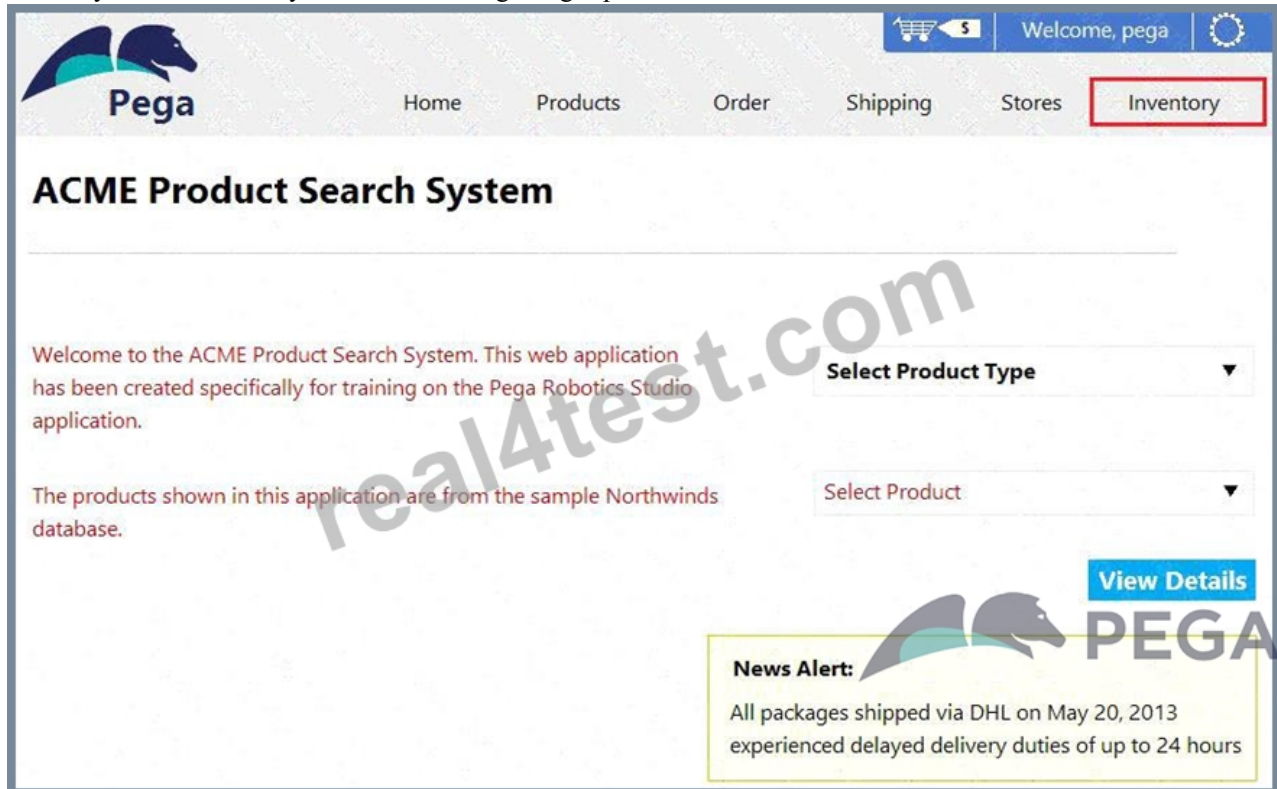 $ Welcome, pega
Pega
Home Products Order Shipping Stores Inventory
ACME Product Search System
Welcome to the ACME Product Search System. This web application
has been created specifically for training on the Pega Robotics Studio
application.
Select Product Type
The products shown in this application are from the sample Northwinds
database.
Select Product
View Details
PEGA
News Alert:
All packages shipped via DHL on May 20, 2013
experienced delayed delivery duties of up to 24 hours
real4test.com